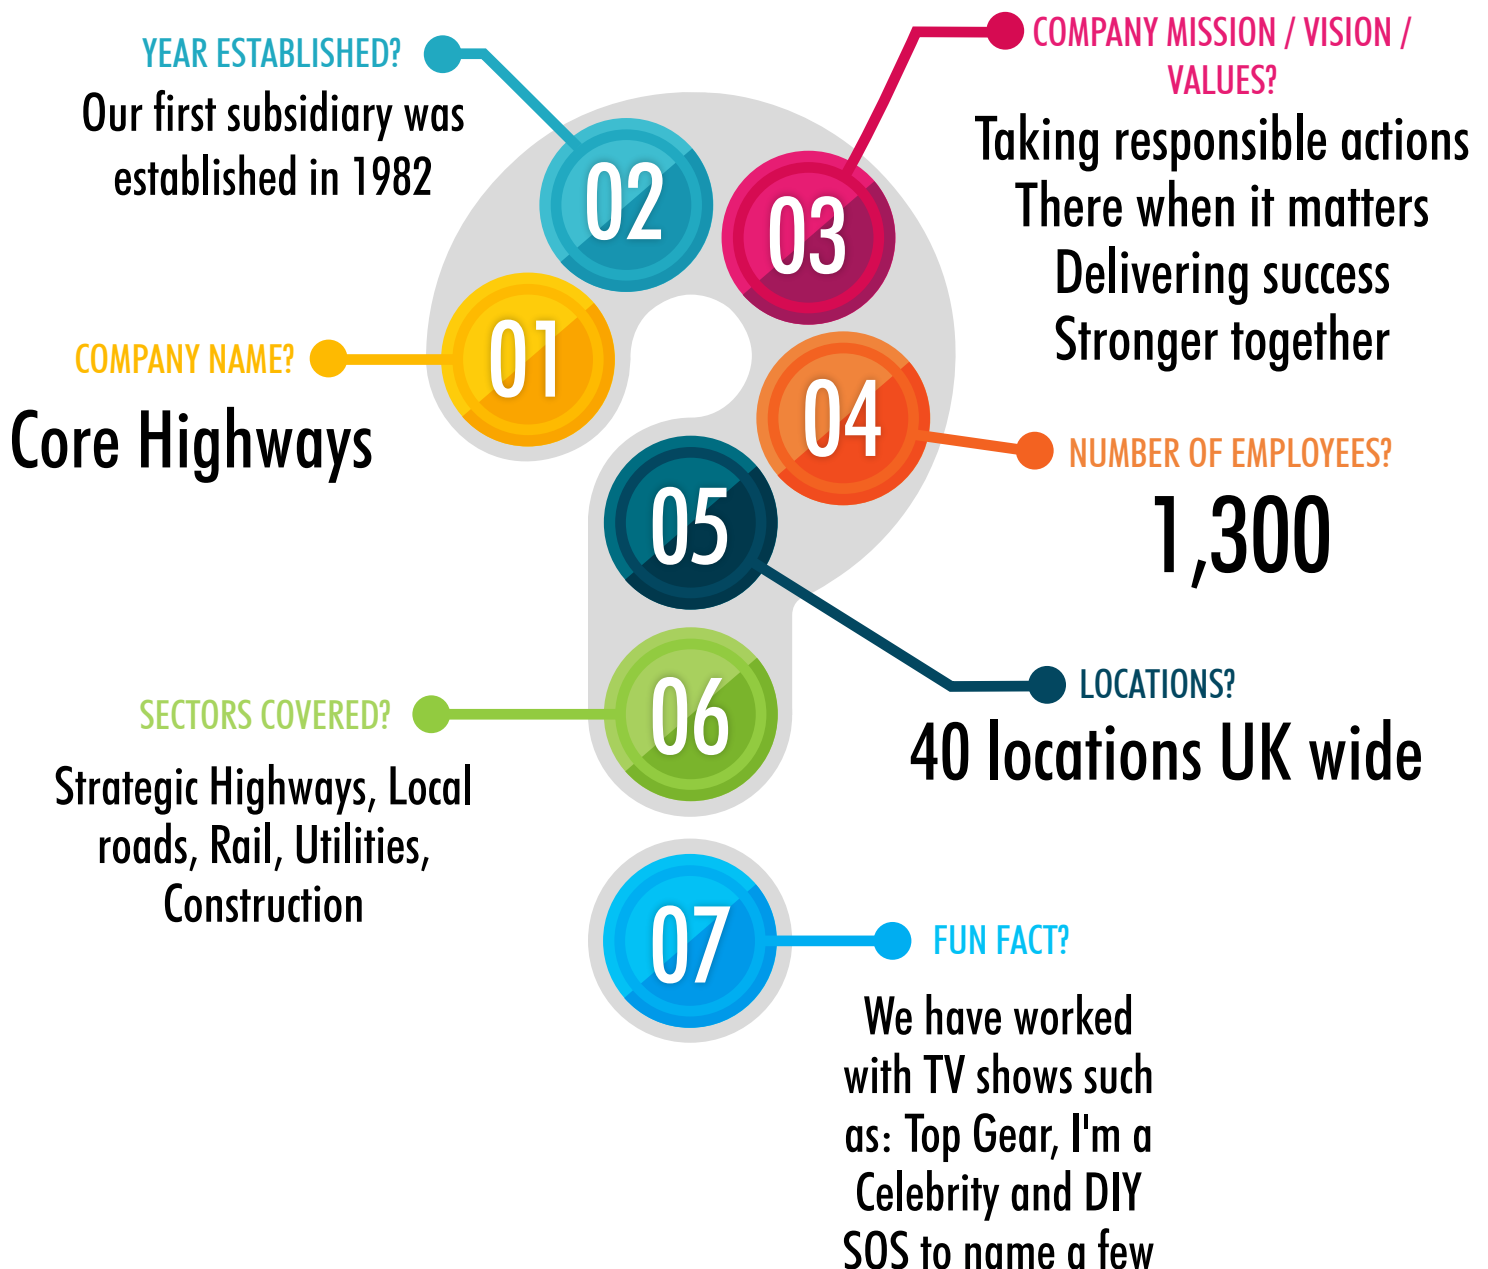 01
COMPANY NAME?
Core Highways
02
YEAR ESTABLISHED?
Our first subsidiary was
established in 1982
03
COMPANY MISSION / VISION /
VALUES?
Taking responsible actions
There when it matters
Delivering success
Stronger together
04
NUMBER OF EMPLOYEES?
1,300
05
LOCATIONS?
40 locations UK wide
06
SECTORS COVERED?
Strategic Highways, Local
roads, Rail, Utilities,
Construction
07
FUN FACT?
We have worked
with TV shows such
as: Top Gear, I'm a
Celebrity and DIY
SOS to name a few